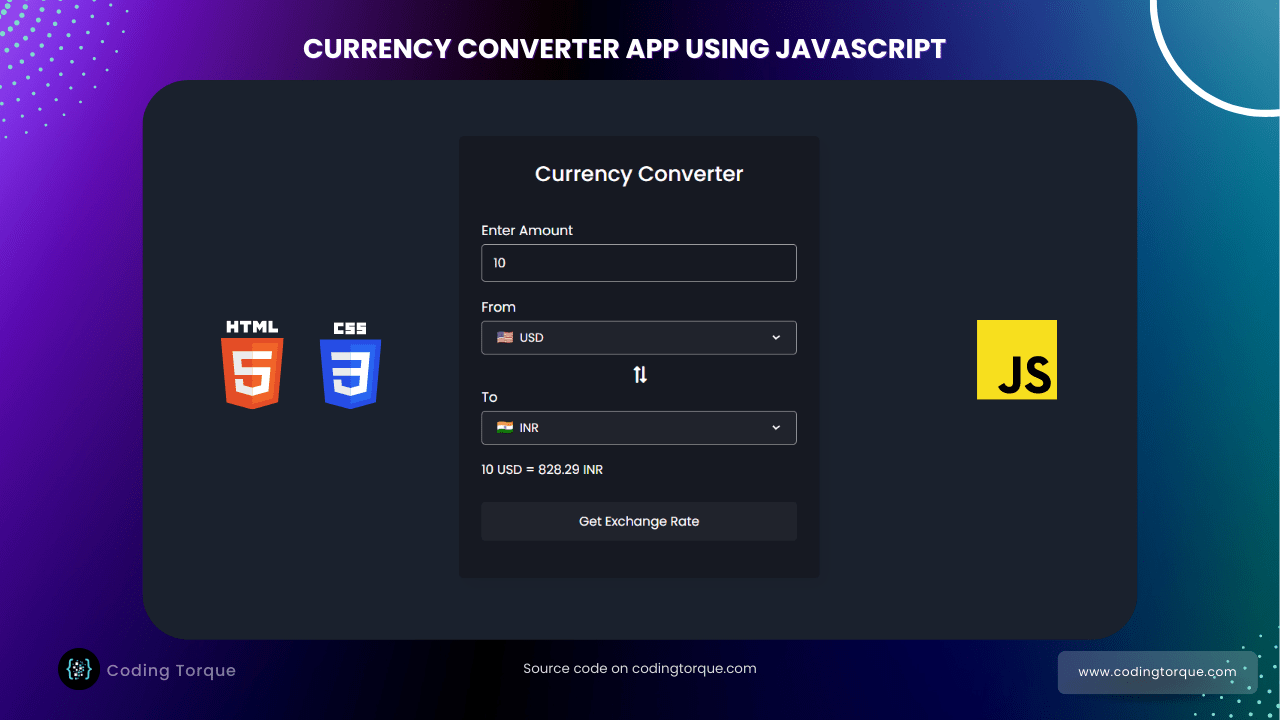 CURRENCY CONVERTER APP USING JAVASCRIPT
Currency Converter
Enter Amount
10
From
USD
To
INR
10 USD = 828.29 INR
Get Exchange Rate
HTML
5
CSS
3
JS
Coding Torque
Source code on codingtorque.com
www.codingtorque.com